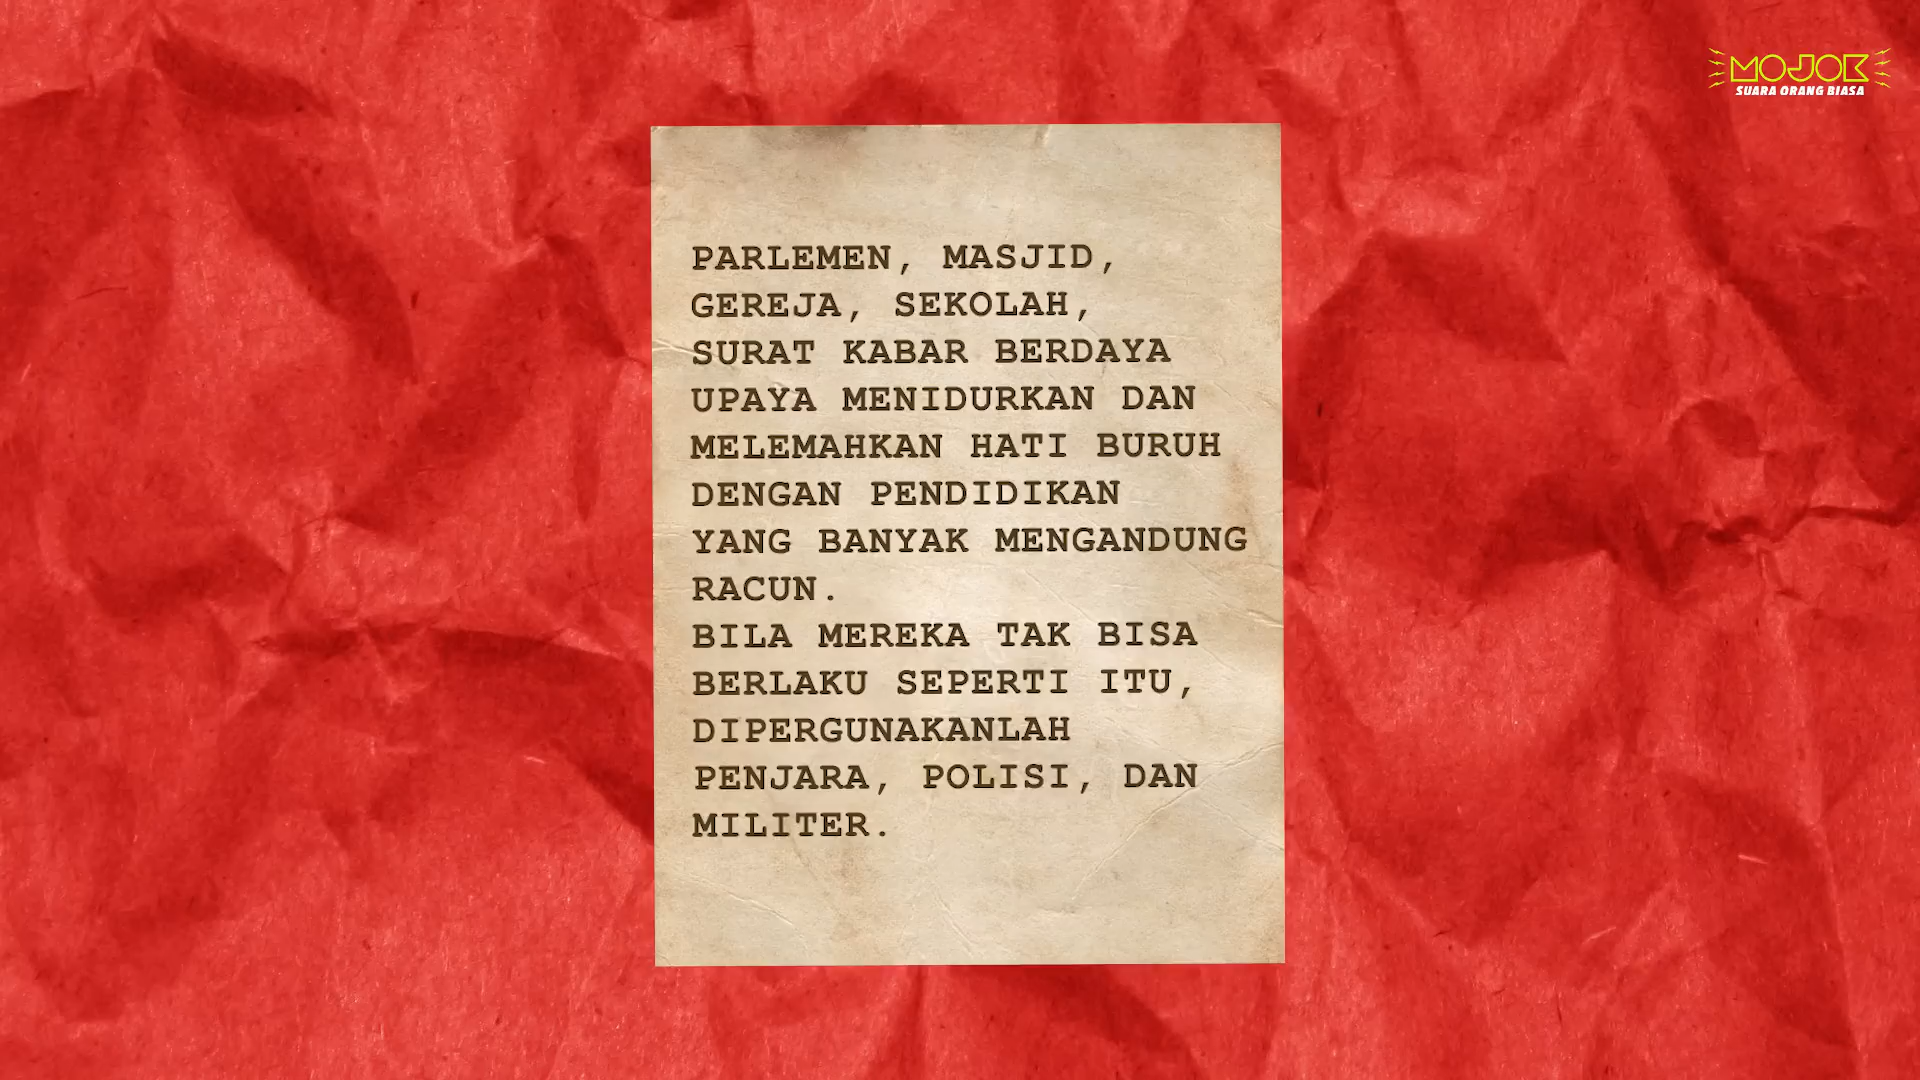 MOJOK
SUARA ORANG BIASA
PARLEMEN, MASJID,
GEREJA, SEKOLAH,
SURAT KABAR BERDAYA
UPAYA MENIDURKAN DAN
MELEMAHKAN HATI BURUH
DENGAN PENDIDIKAN
YANG BANYAK MENGANDUNG
RACUN.
BILA MEREKA TAK BISA
BERLAKU SEPERTI ITU,
DIPERGUNAKANLAH
PENJARA, POLISI, DAN
MILITER.